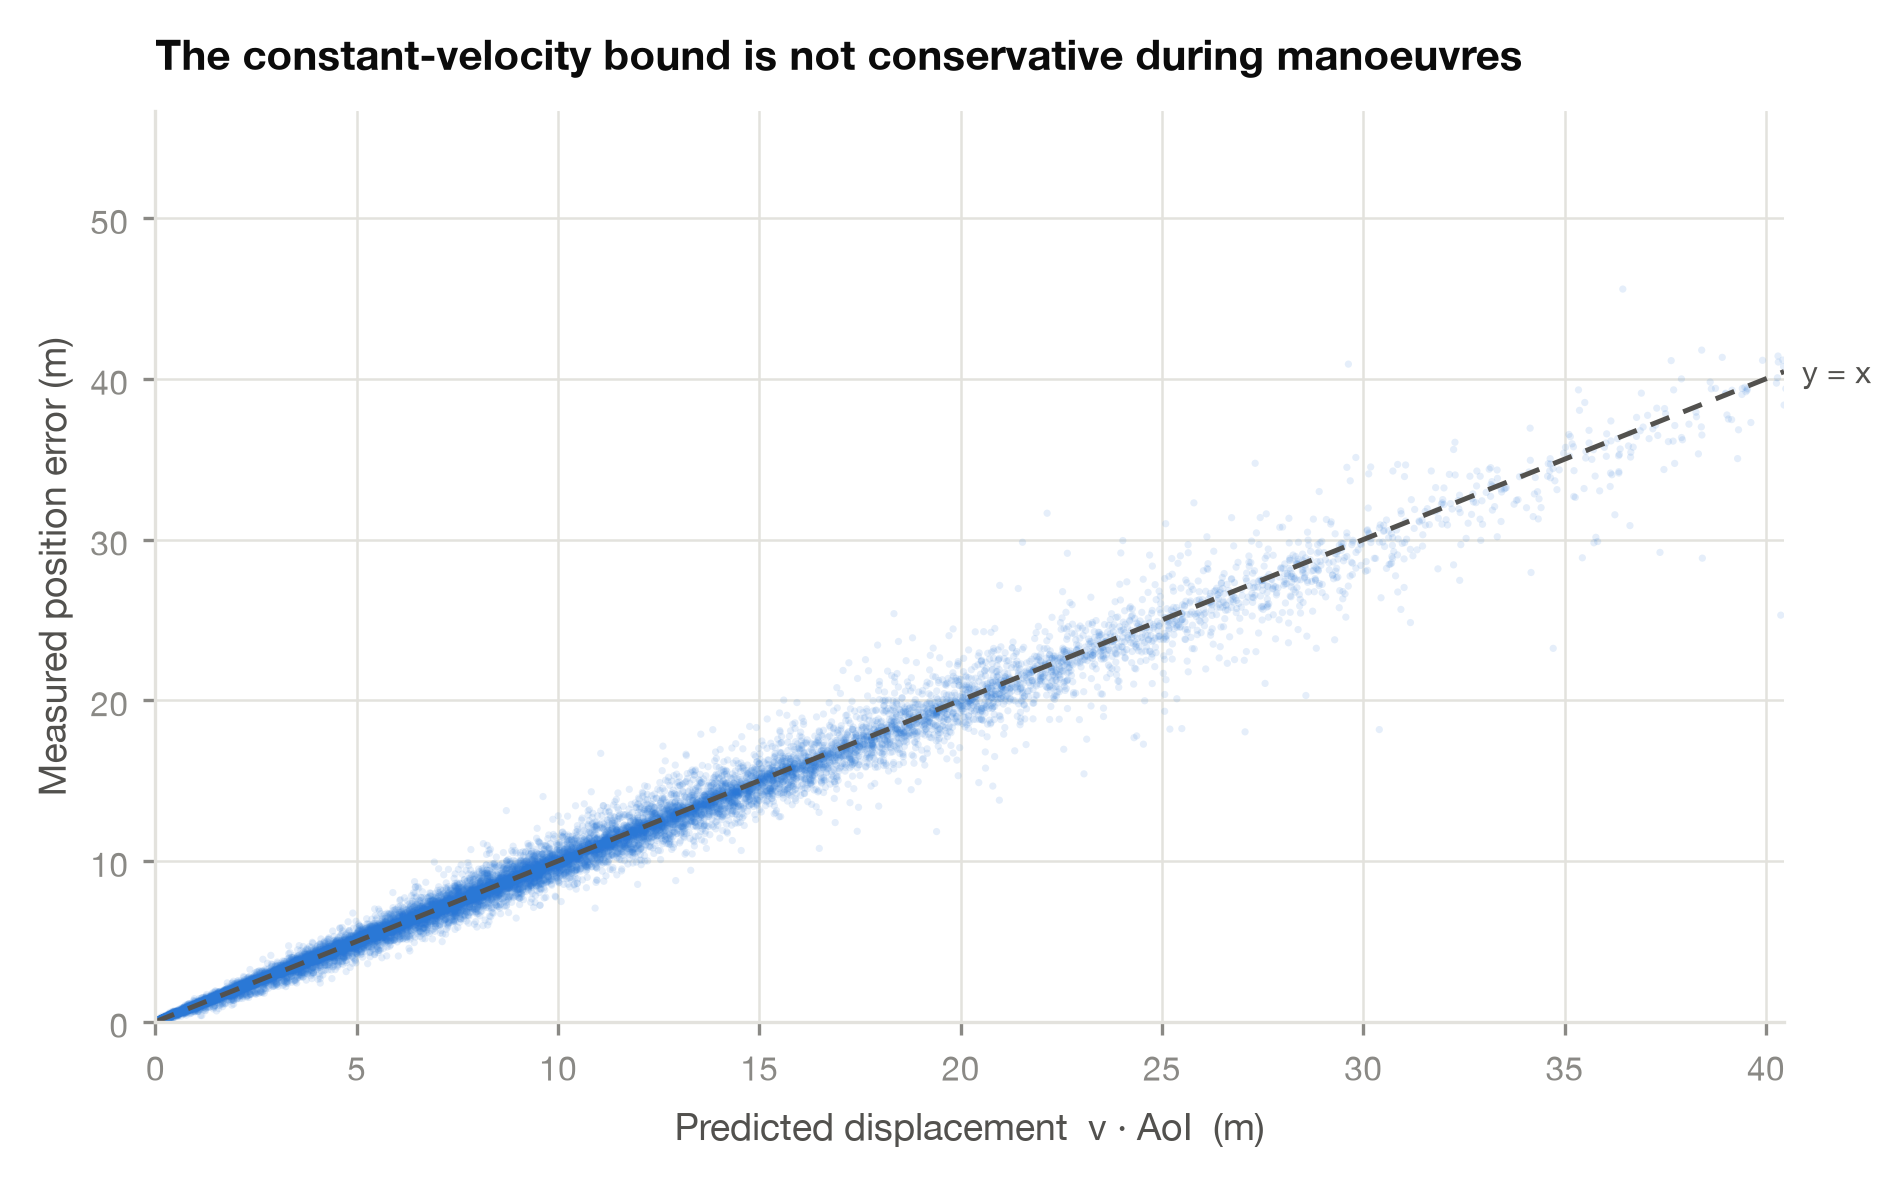 The constant-velocity bound is not conservative during manoeuvres
50
40
30
20
10
0
Measured position error (m)
y = x
0 5 10 15 20 25 30 35 40
Predicted displacement v · AoI (m)